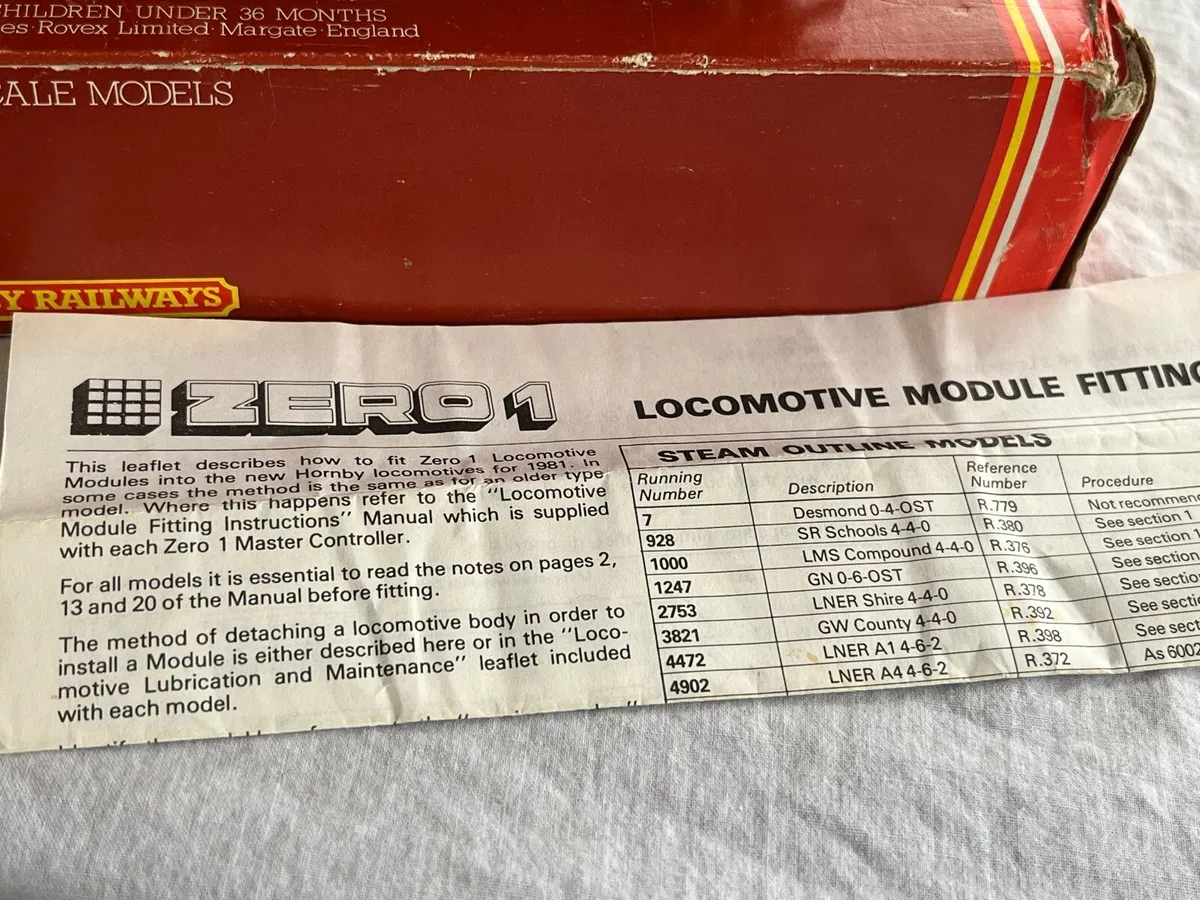 CHILDREN UNDER 36 MONTHS
es Rovex Limited· Margate·England
CALE MODELS
Y RAILWAYS
ZERO 1
LOCOMOTIVE MODULE FITTING
This leaflet describes how to fit Zero 1 Locomotive
Modules into the new Hornby locomotives for 1981. In
some cases the method is the same as for an older type
model. Where this happens refer to the "Locomotive
Module Fitting Instructions" Manual which is supplied
with each Zero 1 Master Controller.
For all models it is essential to read the notes on pages 2,
13 and 20 of the Manual before fitting.
The method of detaching a locomotive body in order to
install a Module is either described here or in the "Loco-
motive Lubrication and Maintenance" leaflet included
with each model.
STEAM OUTLINE MODELS
Running Number Description Reference Number Procedure
7 Desmond 0-4-OST R.779 Not recommen
928 SR Schools 4-4-0 R.380 See section 1
1000 LMS Compound 4-4-0 R.376 See section 1
1247 GN 0-6-OST R.396 See section
2753 LNER Shire 4-4-0 R.378 See sectio
3821 GW County 4-4-0 R.392 See sectio
4472 LNER A1 4-6-2 R.398 See sect
4902 LNER A4 4-6-2 R.372 As 6002